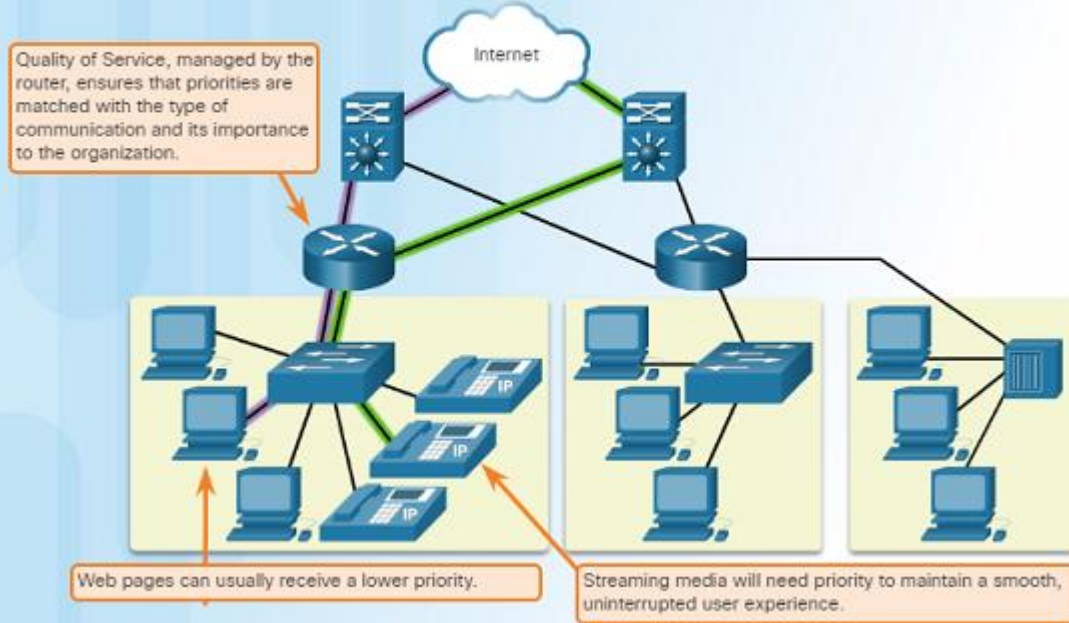 Internet
Quality of Service, managed by the
router, ensures that priorities are
matched with the type of
communication and its importance
to the organization.
IP
IP
IP
Web pages can usually receive a lower priority.
Streaming media will need priority to maintain a smooth,
uninterrupted user experience.